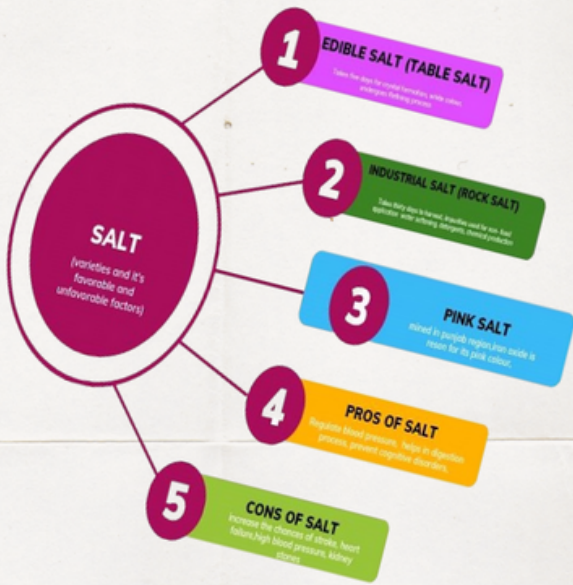 SALT
(varieties and it's
favorable and
unfavorable factors)
1
EDIBLE SALT (TABLE SALT)
Takes five days for crystal formation, white colour,
undergoes Refining process
2
INDUSTRIAL SALT (ROCK SALT)
Takes thirty days to harvest, impurities used for non- food
application water softening, detergents, chemical production
3
PINK SALT
mined in punjab region,iron oxide is
reson for its pink colour,
4
PROS OF SALT
Regulate blood pressure, helps in digestion
process, prevent cognitive disorders,
5
CONS OF SALT
increase the chances of stroke, heart
failure,high blood pressure, kidney
stones